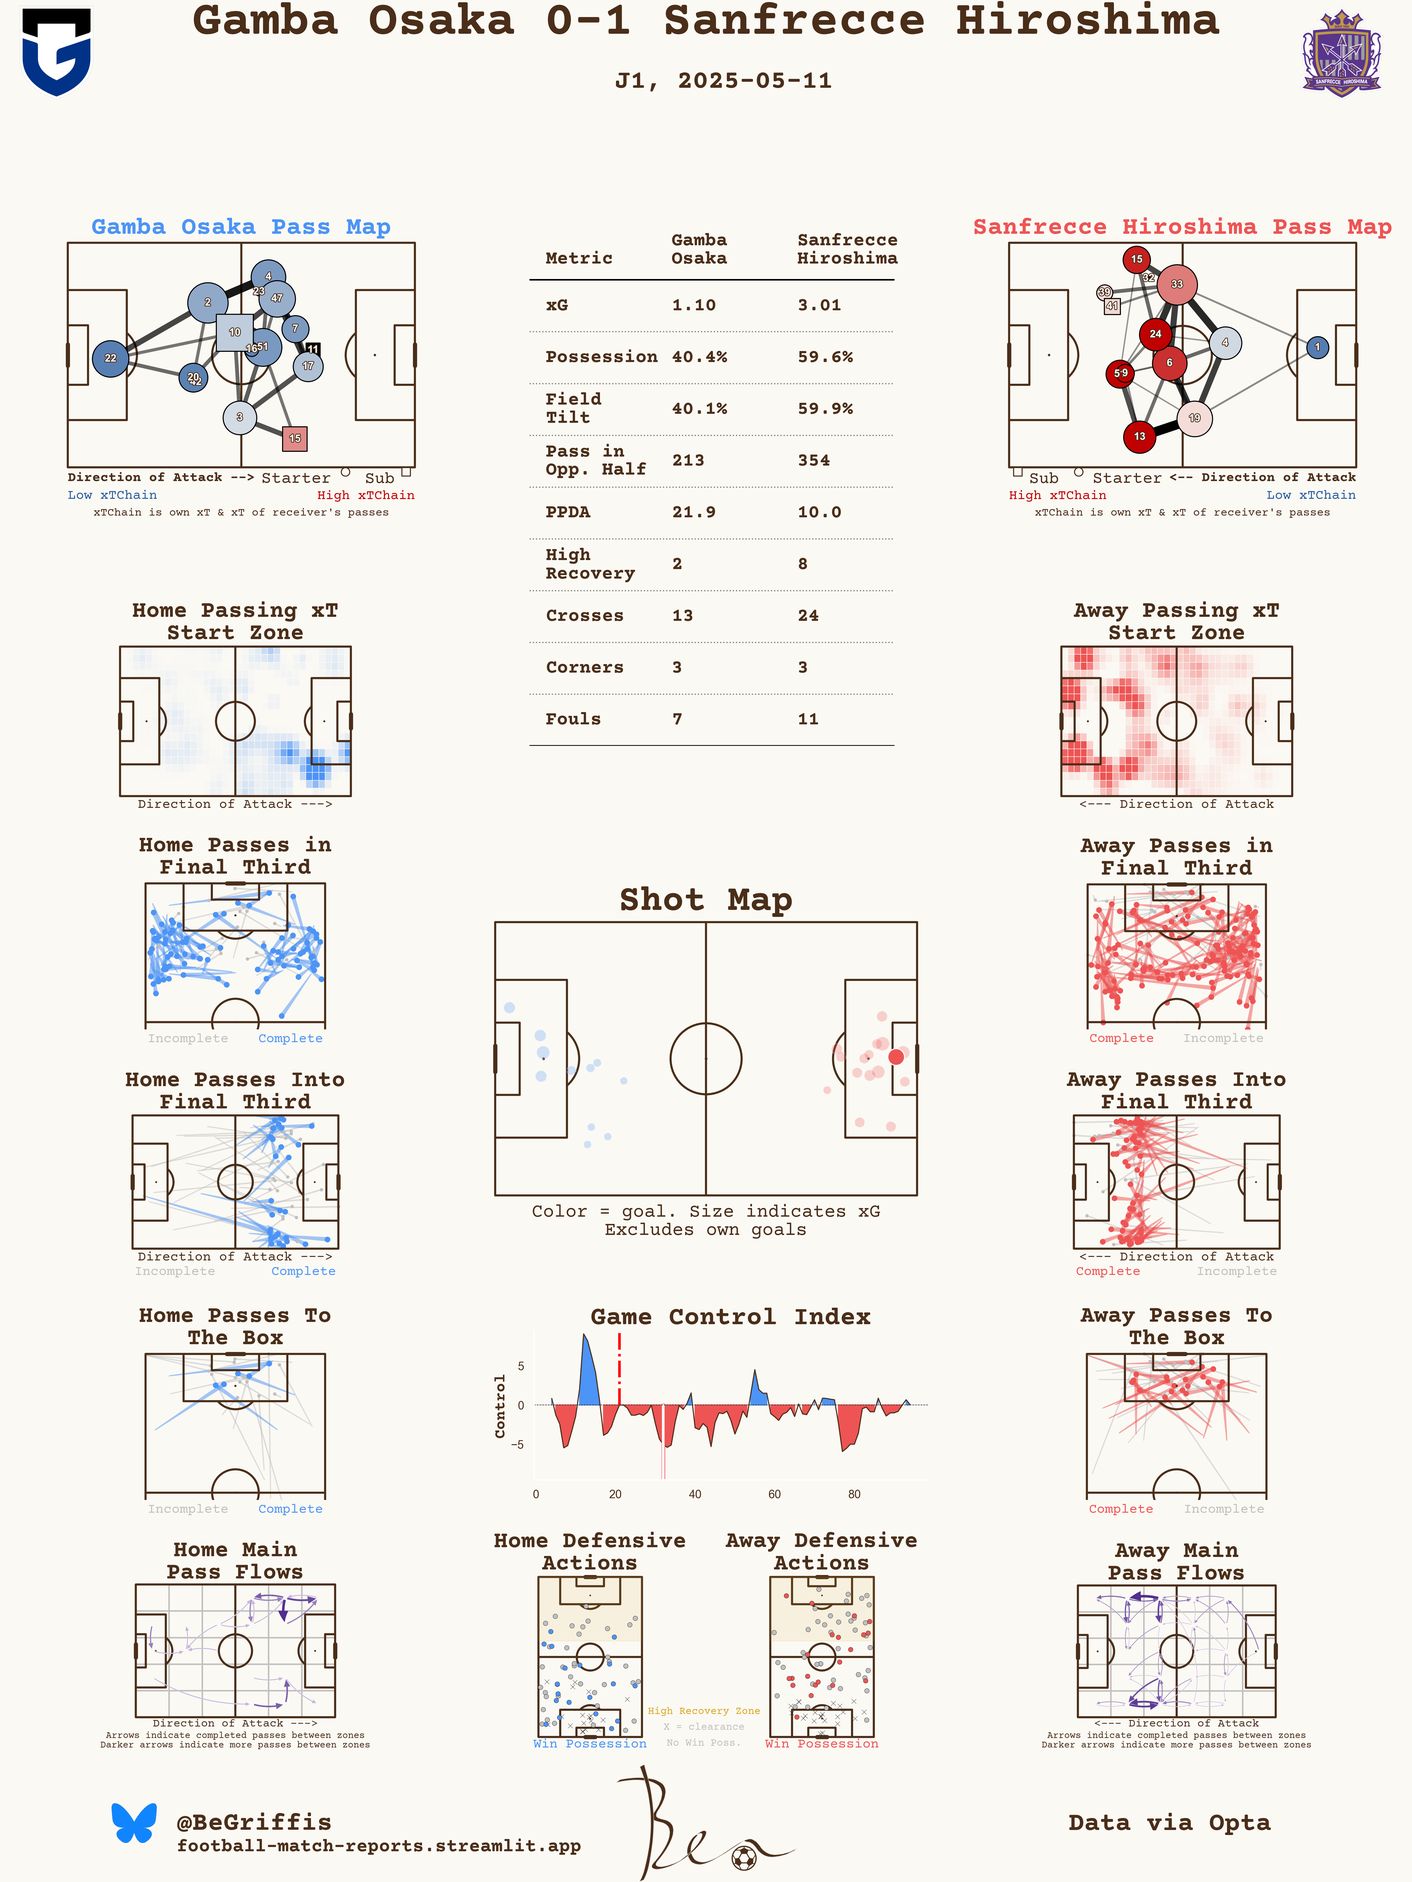 Gamba Osaka 0-1 Sanfrecce Hiroshima
J1, 2025-05-11
SANFRECCE HIROSHIMA
Gamba Osaka Pass Map
4
23
47
2
10
7
16
51
11
22
17
20
3
15
Direction of Attack --> Starter Sub
Low xTChain High xTChain
xTChain is own xT & xT of receiver's passes
Metric Gamba Osaka Sanfrecce Hiroshima
xG 1.10 3.01
Possession 40.4% 59.6%
Field Tilt 40.1% 59.9%
Pass in Opp. Half 213 354
PPDA 21.9 10.0
High Recovery 2 8
Crosses 13 24
Corners 3 3
Fouls 7 11
Sanfrecce Hiroshima Pass Map
15
32
33
39
41
24
4
1
6
9
19
13
Sub Starter <-- Direction of Attack
High xTChain Low xTChain
xTChain is own xT & xT of receiver's passes
Home Passing xT
Start Zone
Direction of Attack --->
Away Passing xT
Start Zone
<--- Direction of Attack
Home Passes in
Final Third
Incomplete Complete
Away Passes in
Final Third
Complete Incomplete
Shot Map
Color = goal. Size indicates xG
Excludes own goals
Home Passes Into
Final Third
Direction of Attack --->
Incomplete Complete
Away Passes Into
Final Third
<--- Direction of Attack
Complete Incomplete
Home Passes To
The Box
Incomplete Complete
Game Control Index
Control
5
0
−5
0 20 40 60 80
Away Passes To
The Box
Complete Incomplete
Home Main
Pass Flows
Direction of Attack --->
Arrows indicate completed passes between zones
Darker arrows indicate more passes between zones
Home Defensive
Actions
Win Possession
High Recovery Zone
X = clearance
No Win Poss.
Away Defensive
Actions
Win Possession
Away Main
Pass Flows
<--- Direction of Attack
Arrows indicate completed passes between zones
Darker arrows indicate more passes between zones
@BeGriffis
football-match-reports.streamlit.app
Ben
Data via Opta